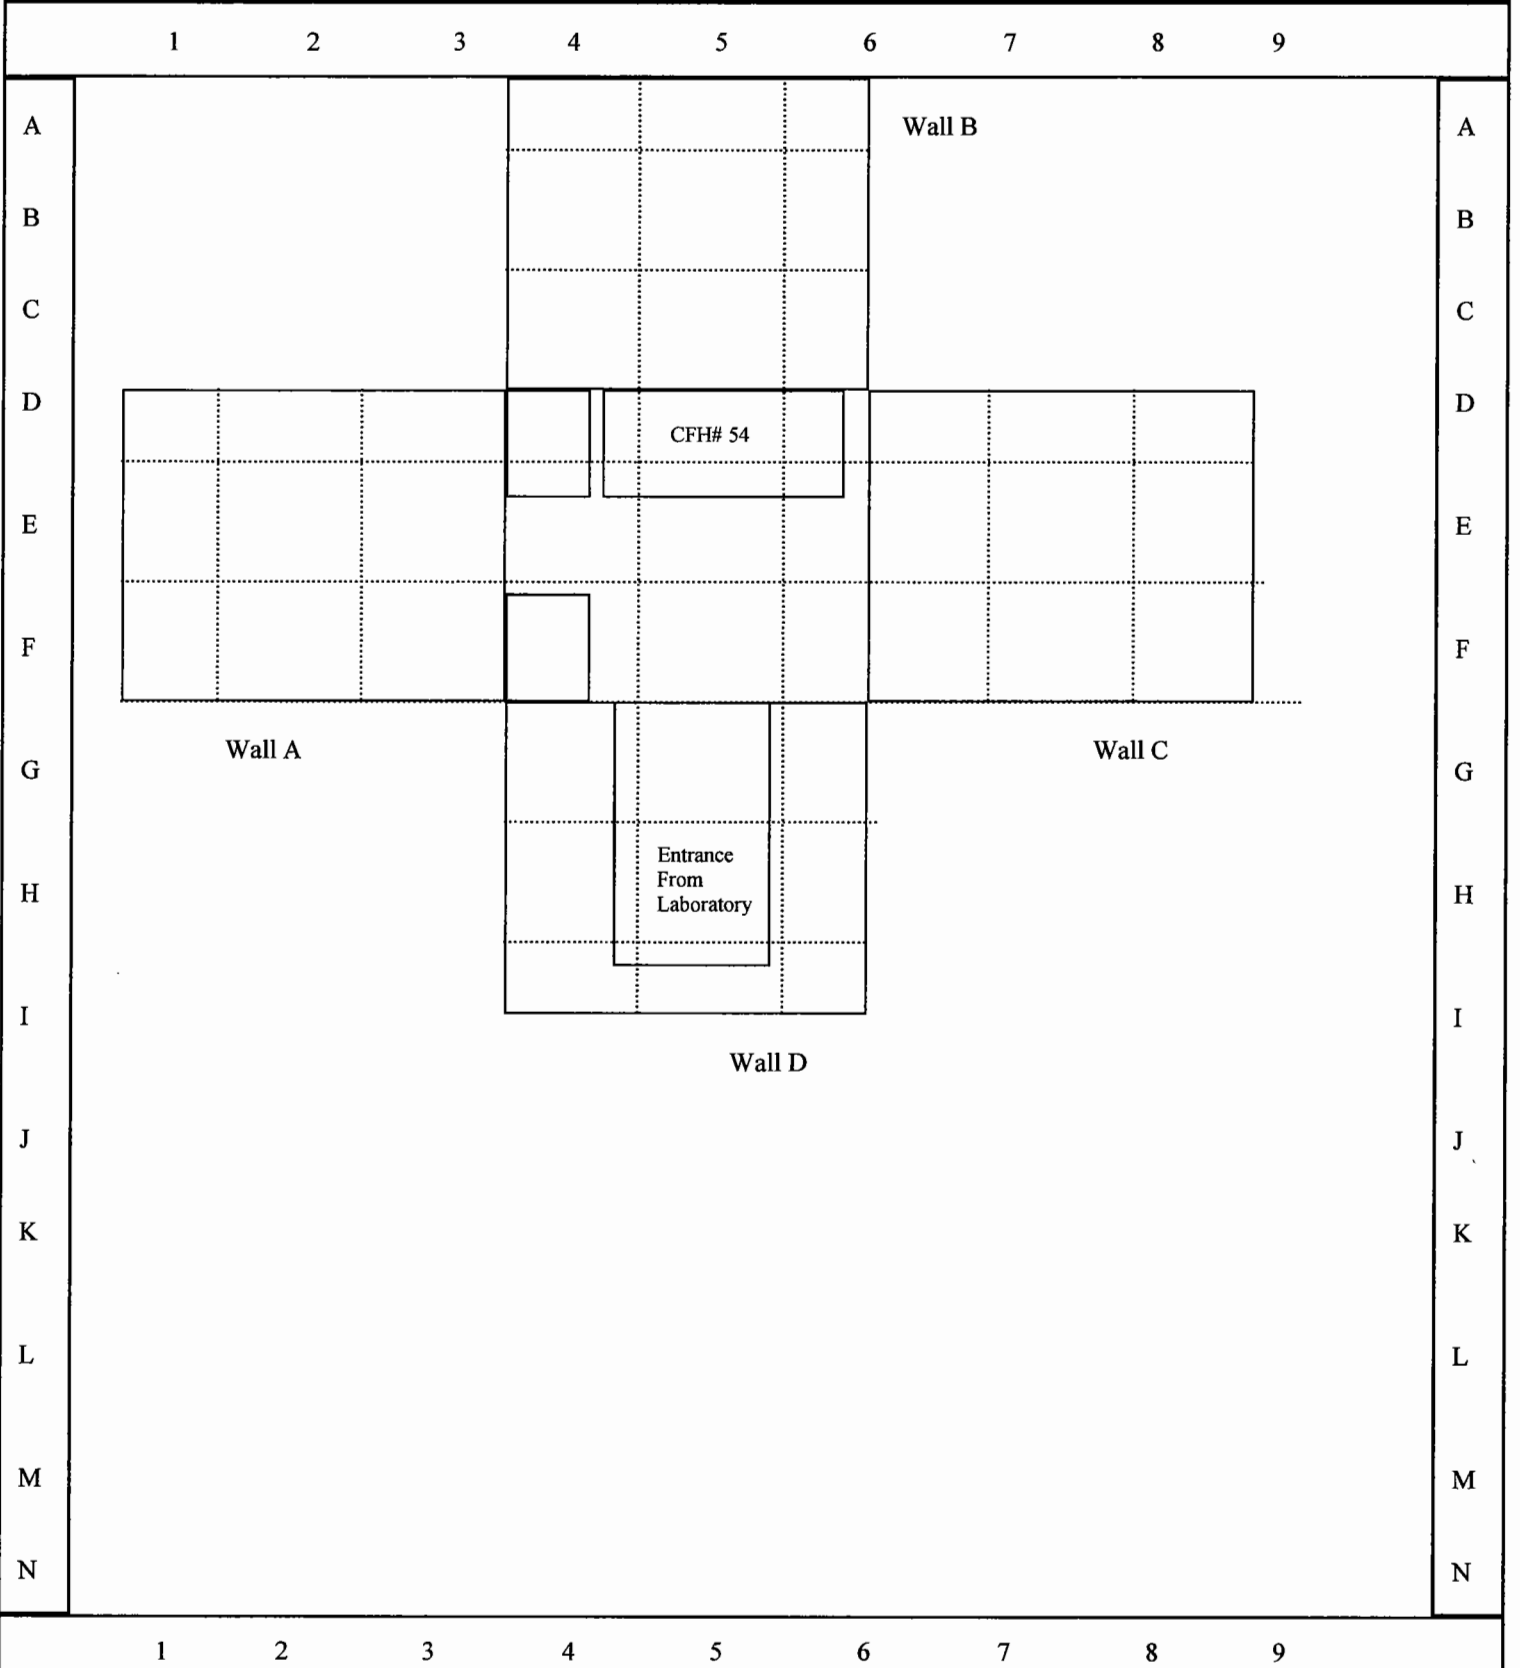 1 2 3 4 5 6 7 8 9
A Wall B A
B B
C C
D D
CFH# 54
E E
F F
Wall A Wall C
G G
Entrance
From
Laboratory
H H
I I
Wall D
J J
K K
L L
M M
N N
1 2 3 4 5 6 7 8 9